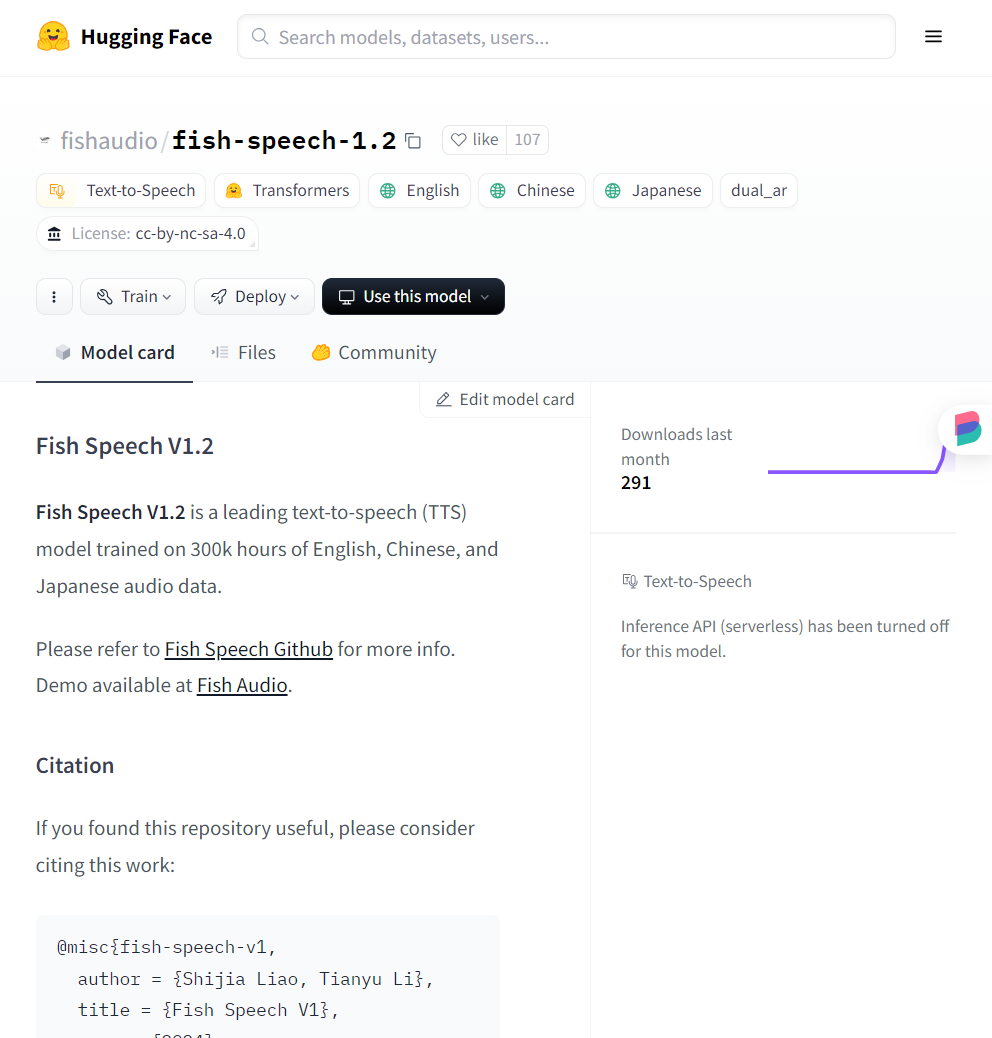 Hugging Face
Search models, datasets, users...
fishaudio/fish-speech-1.2
like 107
Text-to-Speech Transformers English Chinese Japanese dual_ar
License: cc-by-nc-sa-4.0
Train Deploy Use this model
Model card Files Community
Edit model card
Fish Speech V1.2
Fish Speech V1.2 is a leading text-to-speech (TTS)
model trained on 300k hours of English, Chinese, and
Japanese audio data.
Please refer to Fish Speech Github for more info.
Demo available at Fish Audio.
Citation
If you found this repository useful, please consider
citing this work:
@misc{fish-speech-v1,
author = {Shijia Liao, Tianyu Li},
title = {Fish Speech V1},
Downloads last
month
291
Text-to-Speech
Inference API (serverless) has been turned off
for this model.